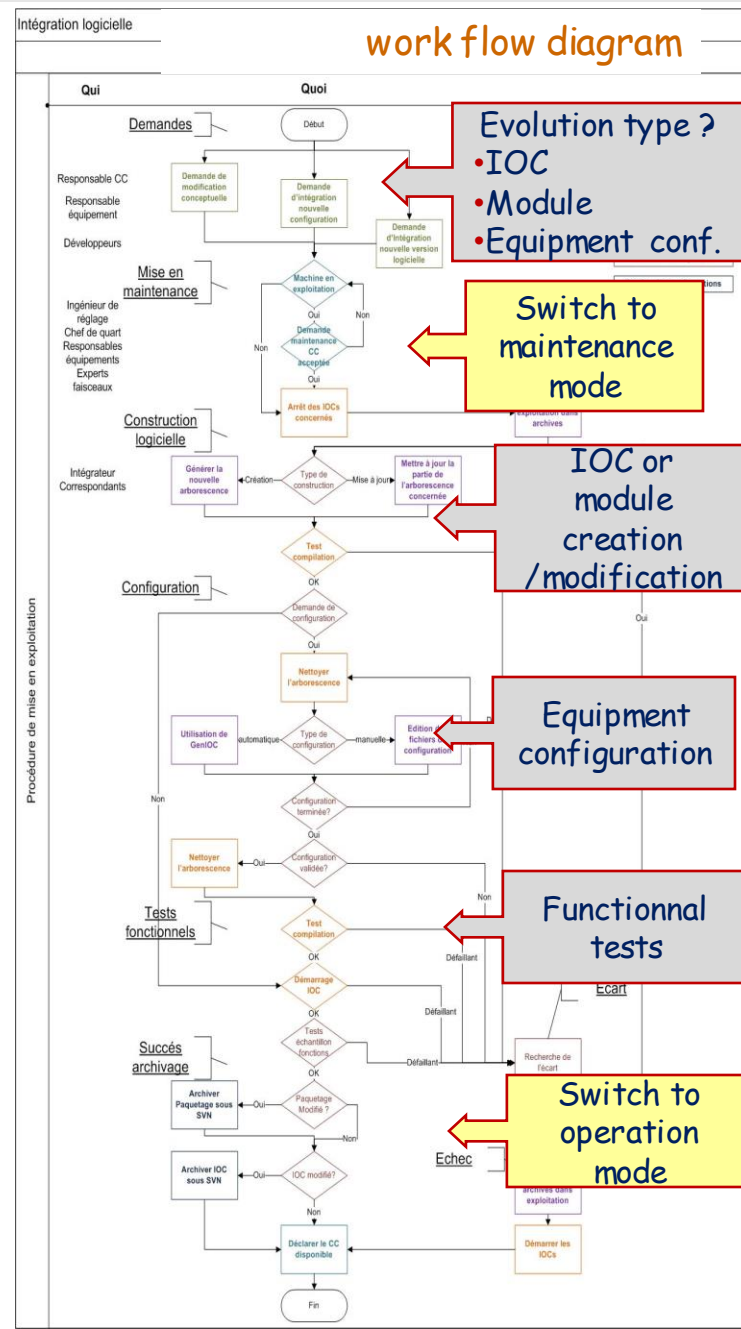 Intégration logicielle
work flow diagram
Qui
Quoi
Demandes
Début
Evolution type ?
•IOC
•Module
•Equipment conf.
Responsable CC
Responsable
équipement
Développeurs
Demande de
modification
conceptuelle
Demande
d'intégration
nouvelle
configuration
Demande
d'Intégration
nouvelle version
logicielle
Mise en
maintenance
Machine en
exploitation
Oui
Non
Ingénieur de
réglage
Chef de quart
Responsables
équipements
Experts
faisceaux
Demande
maintenance
CC
acceptée
Non
Oui
Switch to
maintenance
mode
Arrêt des IOCs
concernés
exploitation dans
archives
Construction
logicielle
Intégrateur
Correspondants
Générer la
nouvelle
arborescence
Création
Type de
construction
Mise à jour
Mettre à jour la
partie de
l'arborescence
concernée
IOC or
module
creation
/modification
Test
compilation
OK
Configuration
Demande de
configuration
Oui
Oui
Nettoyer
l'arborescence
Procédure de mise en exploitation
Utilisation de
GenIOC
automatique
Type de
configuration
manuelle
Edition
fichiers
configuration
Equipment
configuration
Non
Configuration
terminée?
Oui
Nettoyer
l'arborescence
Oui
Configuration
validée?
Non
Tests
fonctionnels
Test
compilation
OK
Défaillant
Functionnal
tests
Démarrage
IOC
OK
Défaillant
Ecart
Tests
échantillon
fonctions
OK
Défaillant
Recherche de
l'écart
Succés
archivage
Archiver
Paquetage sous
SVN
Oui
Paquetage
Modifié ?
Non
Switch to
operation
mode
Echec
Archiver IOC
sous SVN
Oui
IOC modifié?
Non
archives dans
exploitation
Déclarer le CC
disponible
Démarrer les
IOCs
Fin